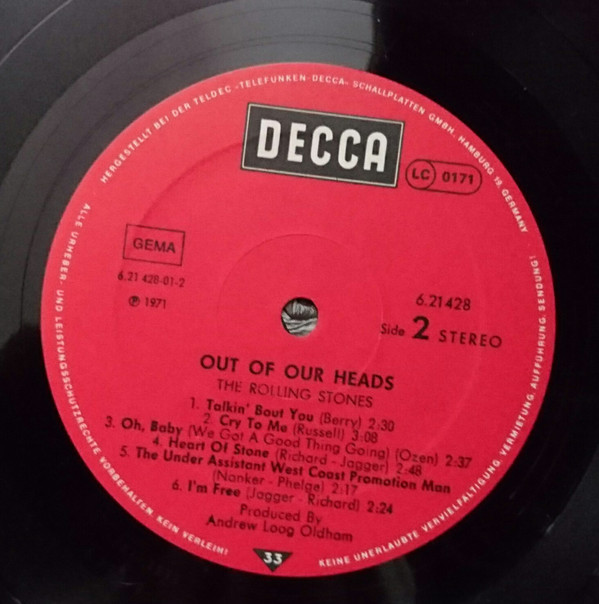 HERGESTELLT BEI DER TELDEC »TELEFUNKEN-DECCA« SCHALLPLATTEN GMBH, HAMBURG 19, GERMANY
DECCA
LC 0171
GEMA
6.21 428-01-2
℗ 1971
6.21428
Side 2 STEREO
OUT OF OUR HEADS
THE ROLLING STONES
1. Talkin' Bout You (Berry) 2:30
2. Cry To Me (Russell) 3:08
3. Oh, Baby (We Got A Good Thing Going) (Ozen) 2:37
4. Heart Of Stone (Richard - Jagger) 2:48
5. The Under Assistant West Coast Promotion Man
(Nanker - Phelge) 2:17
6. I'm Free (Jagger - Richard) 2:24
Produced By
Andrew Loog Oldham
33
ALLE URHEBER- UND LEISTUNGSSCHUTZRECHTE VORBEHALTEN. KEIN VERLEIH!
KEINE UNERLAUBTE VERVIELFÄLTIGUNG, VERMIETUNG, AUFFÜHRUNG, SENDUNG!